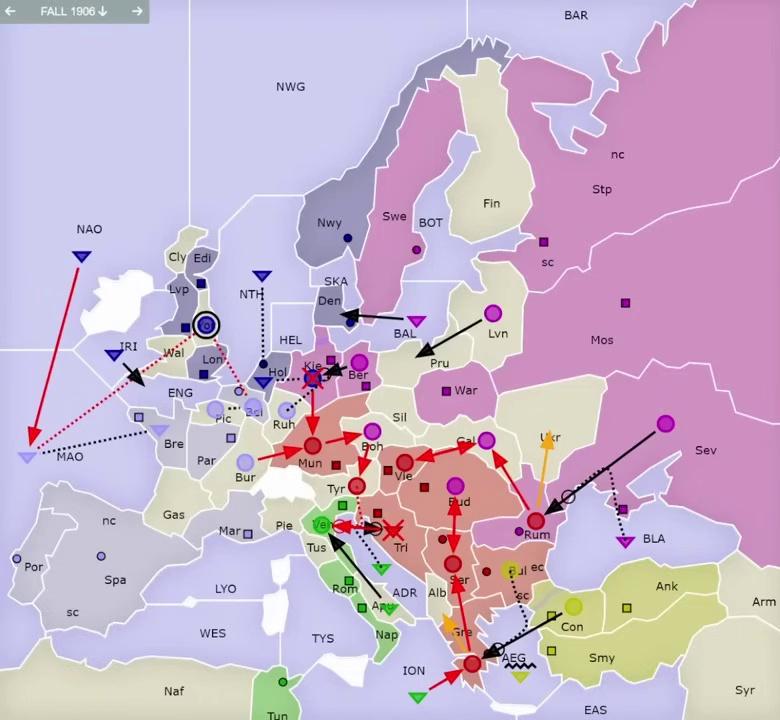 ← FALL 1906 ↓ →
BAR
NWG
nc
Stp
Fin
Swe BOT
Nwy
NAO
Cly Edi
sc
SKA
Lvp
NTH
Den
BAL
Lvn
Mos
HEL
IRI
Wal
Pru
Lon
Kie
Ber
Hol
War
ENG
Pic
Bel
Sil
Ruh
Ukr
Bre
Gal
Boh
Sev
Par
Mun
MAO
Bur
Vie
Tyr
Bud
Gas
nc
Ven
Rum
Mar
Pie
Tri
BLA
Tus
Por
Ser
Bul ec
Spa
Ank
Rom
ADR
Alb
LYO
sc
Arm
sc
Apu
Con
Gre
WES
Nap
TYS
AEG
Smy
ION
Naf
Syr
EAS
Tun